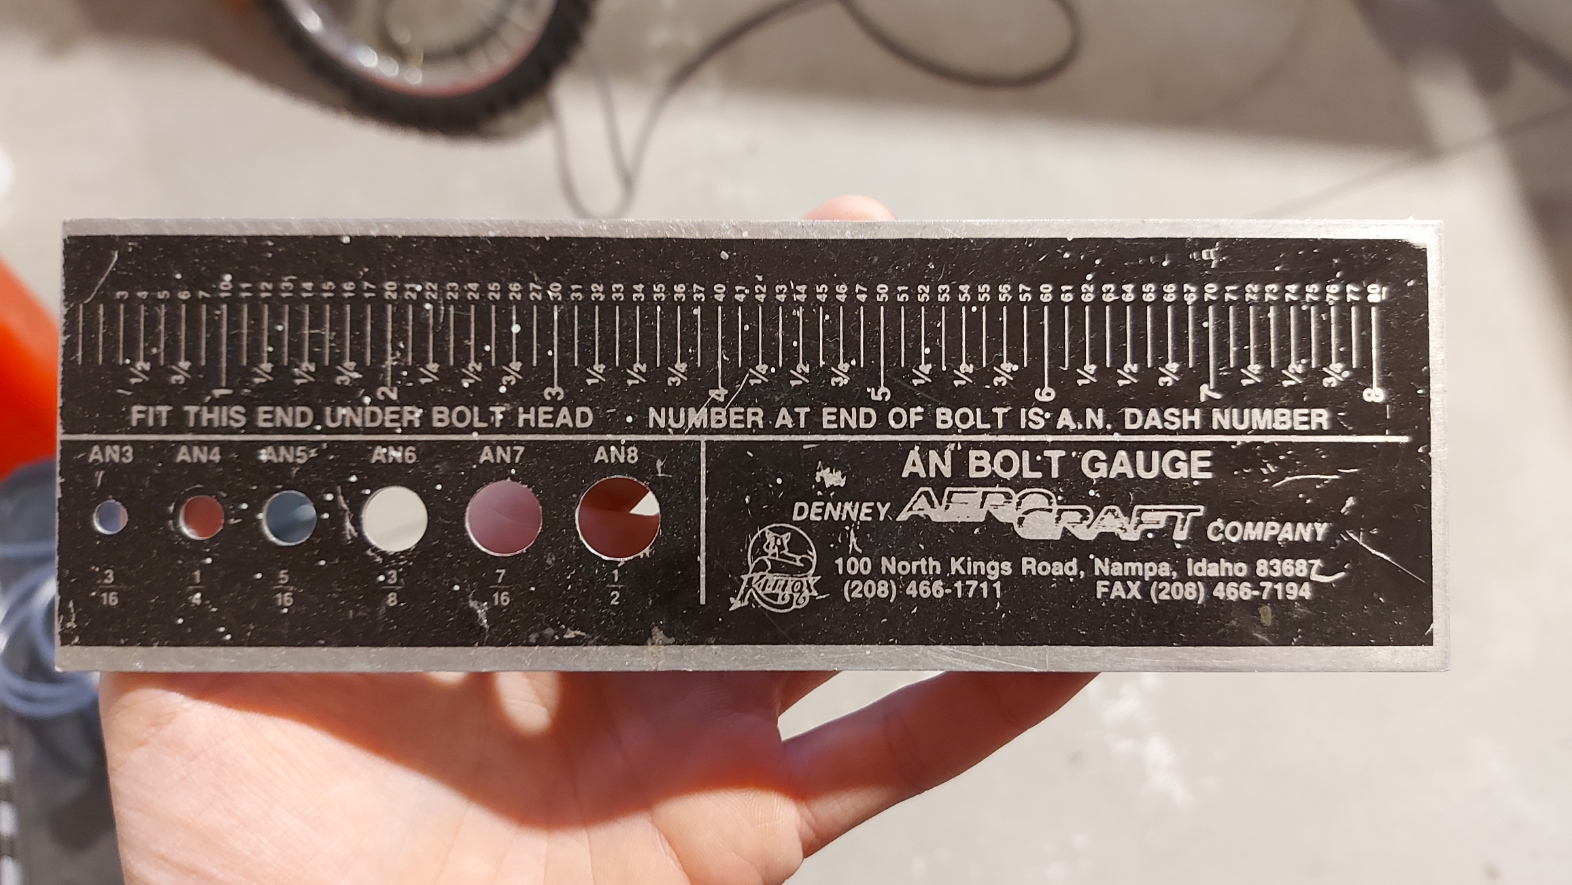 3 4 5 6 7 10 11 12 13 14 15 16 17 20 21 22 23 24 25 26 27 30 31 32 33 34 35 36 37 40 41 42 43 44 45 46 47 50 51 52 53 54 55 56 57 60 61 62 63 64 65 66 67 70 71 72 73 74 75 76 77 80
1/2 3/4 1 1/4 1/2 3/4 2 1/4 1/2 3/4 3 1/4 1/2 3/4 4 1/4 1/2 3/4 5 1/4 1/2 3/4 6 1/4 1/2 3/4 7 1/4 1/2 3/4 8
FIT THIS END UNDER BOLT HEAD · NUMBER AT END OF BOLT IS A.N. DASH NUMBER
AN3 AN4 AN5 AN6 AN7 AN8
3/16 1/4 5/16 3/8 7/16 1/2
AN BOLT GAUGE
DENNEY AEROCRAFT COMPANY
KITFOX
100 North Kings Road, Nampa, Idaho 83687
(208) 466-1711 FAX (208) 466-7194